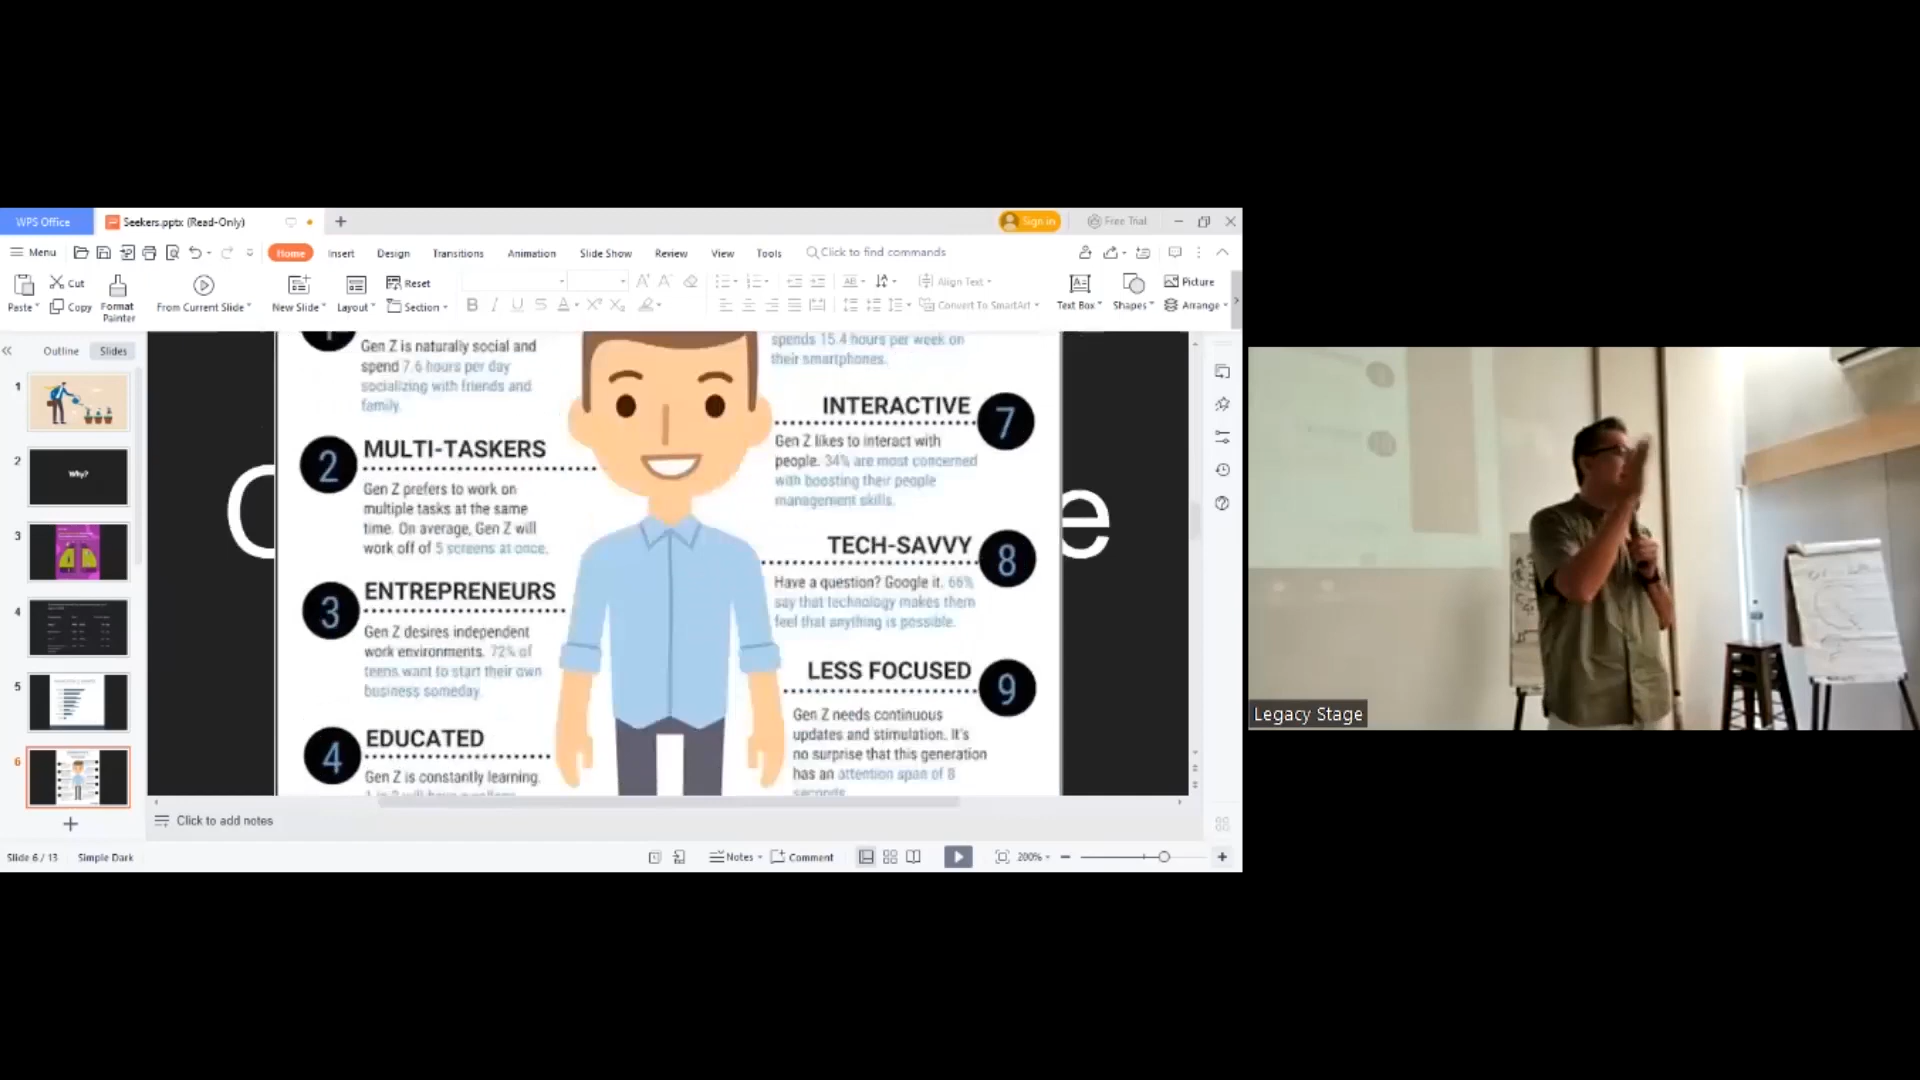 WPS Office
Seekers.pptx (Read-Only)
Sign in
Free Trial
Menu
Home
Insert
Design
Transitions
Animation
Slide Show
Review
View
Tools
Click to find commands
Paste
Cut
Copy
Format
Painter
From Current Slide
New Slide
Layout
Reset
Section
Align Text
Convert To SmartArt
Text Box
Shapes
Picture
Arrange
Outline
Slides
1
2
Why?
3
4
5
6
Gen Z is naturally social and
spend 7.6 hours per day
socializing with friends and
family.
2
MULTI-TASKERS
Gen Z prefers to work on
multiple tasks at the same
time. On average, Gen Z will
work off of 5 screens at once.
3
ENTREPRENEURS
Gen Z desires independent
work environments. 72% of
teens want to start their own
business someday.
4
EDUCATED
Gen Z is constantly learning.
spends 15.4 hours per week on
their smartphones.
INTERACTIVE
7
Gen Z likes to interact with
people. 34% are most concerned
with boosting their people
management skills.
TECH-SAVVY
8
Have a question? Google it. 66%
say that technology makes them
feel that anything is possible.
LESS FOCUSED
9
Gen Z needs continuous
updates and stimulation. It's
no surprise that this generation
has an attention span of 8
seconds.
e
Click to add notes
Slide 6 / 13
Simple Dark
Notes
Comment
200%
Legacy Stage